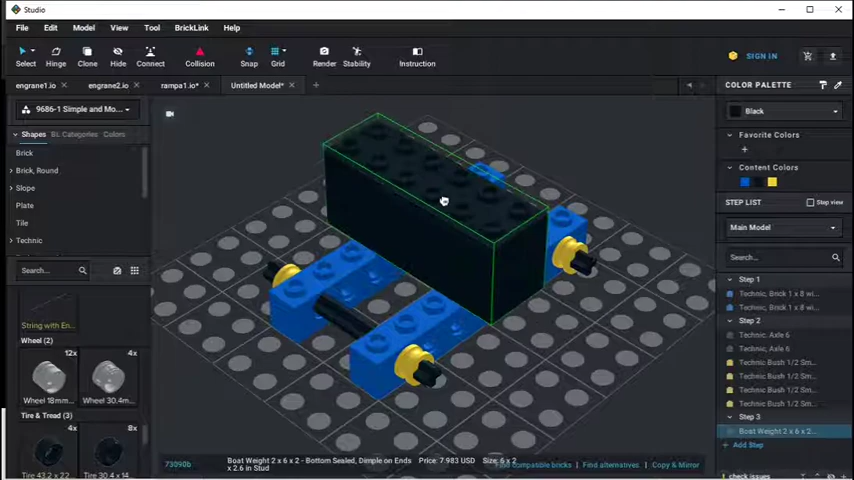 Studio
File Edit Model View Tool BrickLink Help
Select Hinge Clone Hide Connect Collision Snap Grid Render Stability Instruction SIGN IN
engrane1.io engrane2.io rampa1.io* Untitled Model*
COLOR PALETTE
9686-1 Simple and Mo...
Black
Shapes BL Categories Colors
Favorite Colors
Brick
Brick, Round
Content Colors
Slope
Plate
STEP LIST Step view
Tile
Main Model
Technic
Search...
Search...
Step 1
Technic, Brick 1 x 8 wi...
Technic, Brick 1 x 8 wi...
Step 2
String with En...
Technic, Axle 6
Wheel (2)
Technic, Axle 6
12x 4x
Technic Bush 1/2 Sm...
Technic Bush 1/2 Sm...
Technic Bush 1/2 Sm...
Wheel 18mm... Wheel 30.4m...
Technic Bush 1/2 Sm...
Tire & Tread (3)
Step 3
4x 8x
Boat Weight 2 x 6 x 2...
Add Step
73090b Boat Weight 2 x 6 x 2 - Bottom Sealed, Dimple on Ends Price: 7.983 USD Size: 6 x 2
x 2.6 in Stud
Find compatible bricks | Find alternatives | Copy & Mirror
Tire 43.2 x 22... Tire 30.4 x 14...
check issues